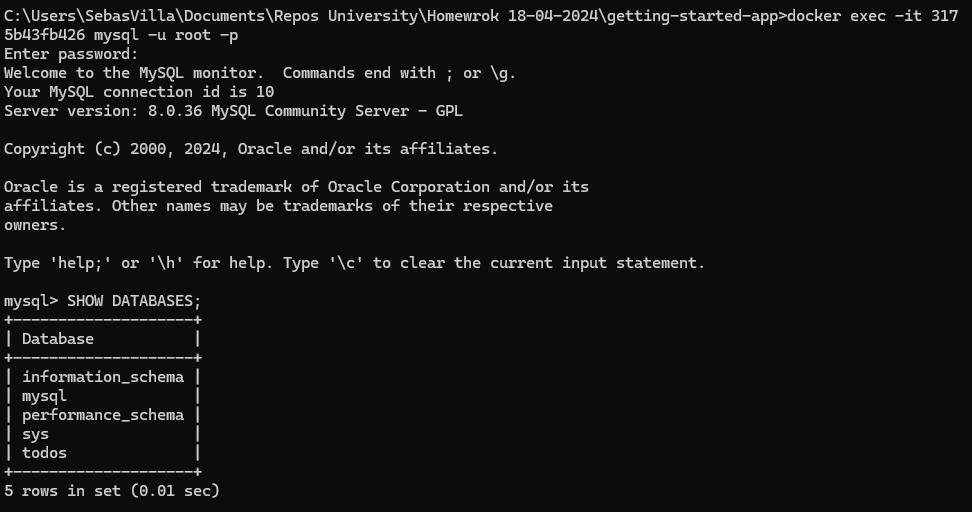 C:\Users\SebasVilla\Documents\Repos University\Homewrok 18-04-2024\getting-started-app>docker exec -it 317
5b43fb426 mysql -u root -p
Enter password:
Welcome to the MySQL monitor.  Commands end with ; or \g.
Your MySQL connection id is 10
Server version: 8.0.36 MySQL Community Server - GPL

Copyright (c) 2000, 2024, Oracle and/or its affiliates.

Oracle is a registered trademark of Oracle Corporation and/or its
affiliates. Other names may be trademarks of their respective
owners.

Type 'help;' or '\h' for help. Type '\c' to clear the current input statement.

mysql> SHOW DATABASES;
+--------------------+
| Database           |
+--------------------+
| information_schema |
| mysql              |
| performance_schema |
| sys                |
| todos              |
+--------------------+
5 rows in set (0.01 sec)